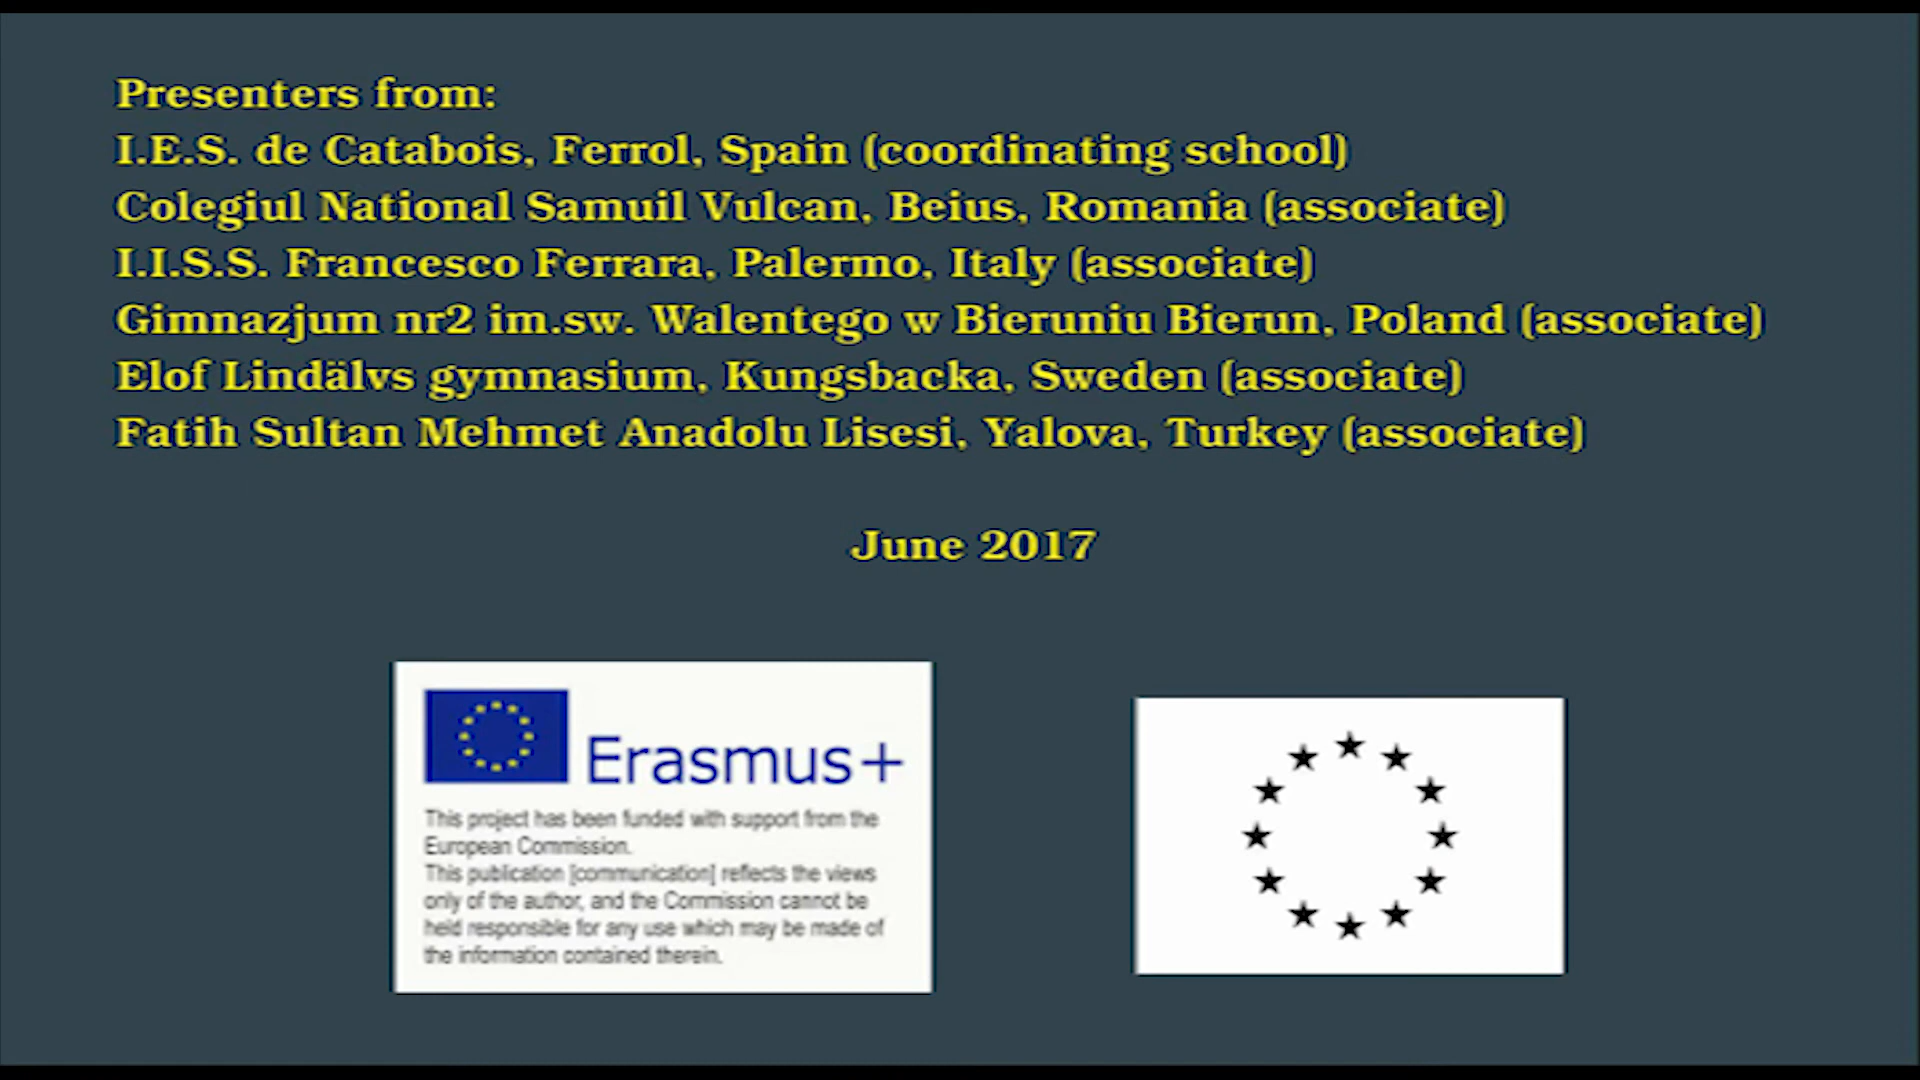 Presenters from:
I.E.S. de Catabois, Ferrol, Spain (coordinating school)
Colegiul National Samuil Vulcan, Beius, Romania (associate)
I.I.S.S. Francesco Ferrara, Palermo, Italy (associate)
Gimnazjum nr2 im.sw. Walentego w Bieruniu Bierun, Poland (associate)
Elof Lindälvs gymnasium, Kungsbacka, Sweden (associate)
Fatih Sultan Mehmet Anadolu Lisesi, Yalova, Turkey (associate)
June 2017
Erasmus+
This project has been funded with support from the
European Commission.
This publication [communication] reflects the views
only of the author, and the Commission cannot be
held responsible for any use which may be made of
the information contained therein.